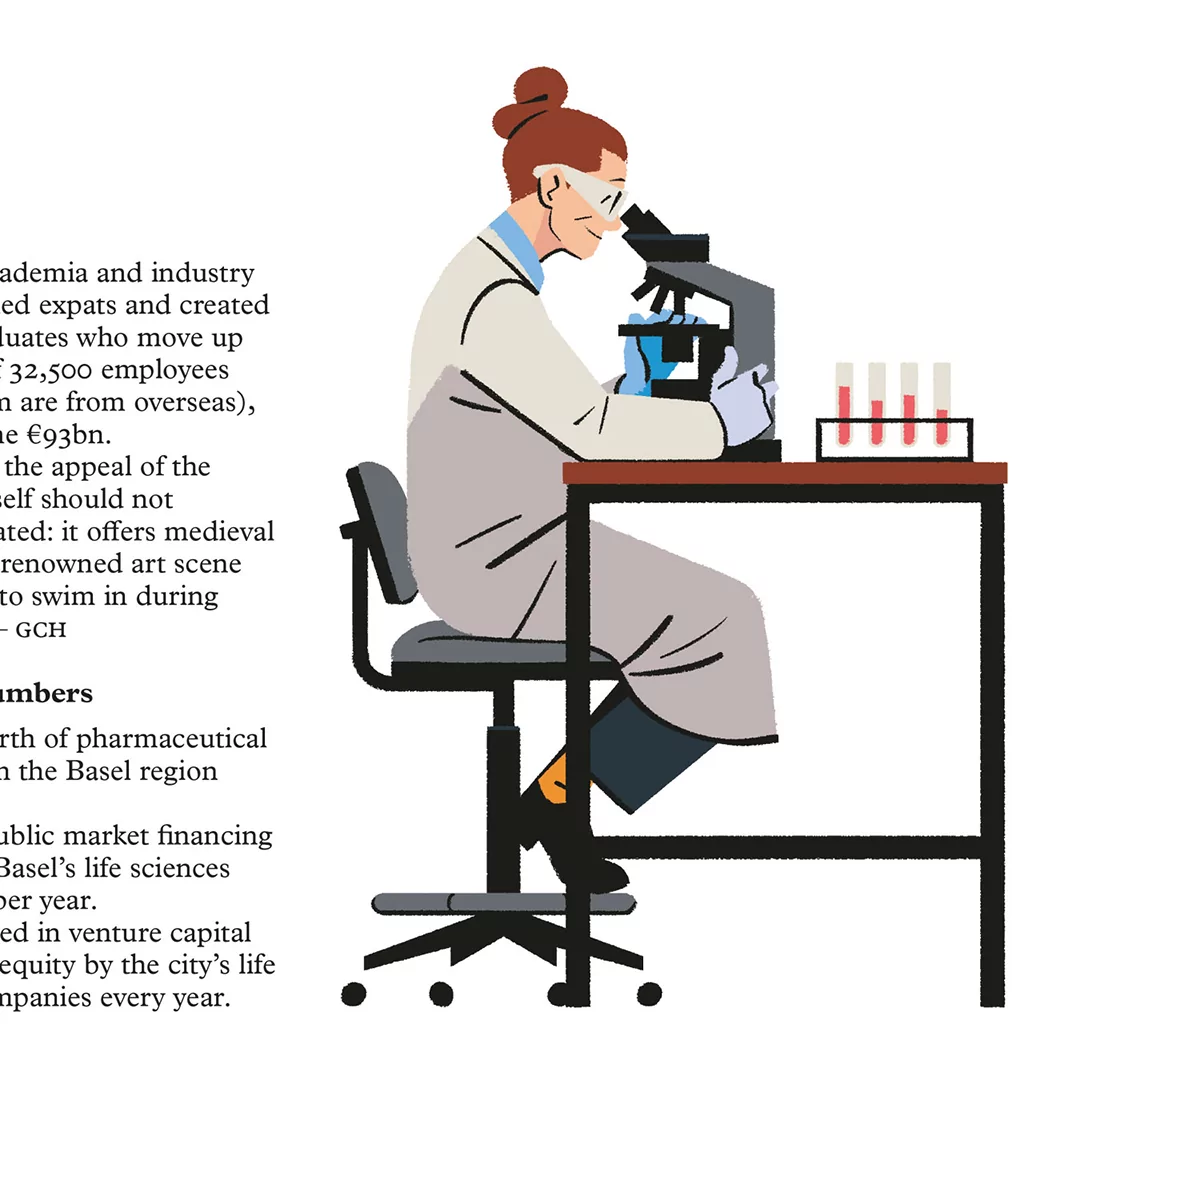 ademia and industry
ed expats and created
luates who move up
32,500 employees
are from overseas),
€93bn.
the appeal of the
self should not
ated: it offers medieval
renowned art scene
to swim in during
– GCH
umbers
rth of pharmaceutical
the Basel region
ublic market financing
Basel’s life sciences
per year.
ed in venture capital
equity by the city’s life
mpanies every year.